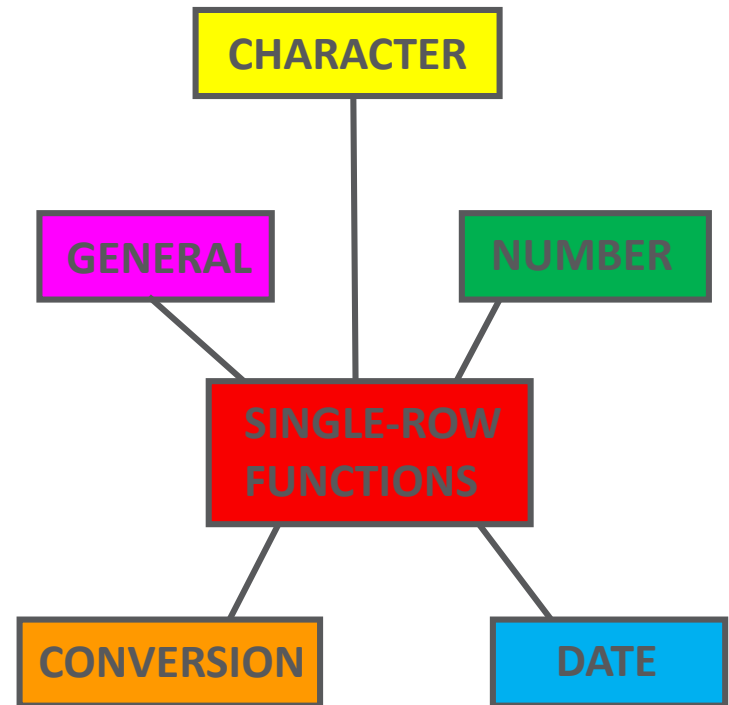 CHARACTER
GENERAL
NUMBER
SINGLE-ROW
FUNCTIONS
CONVERSION
DATE